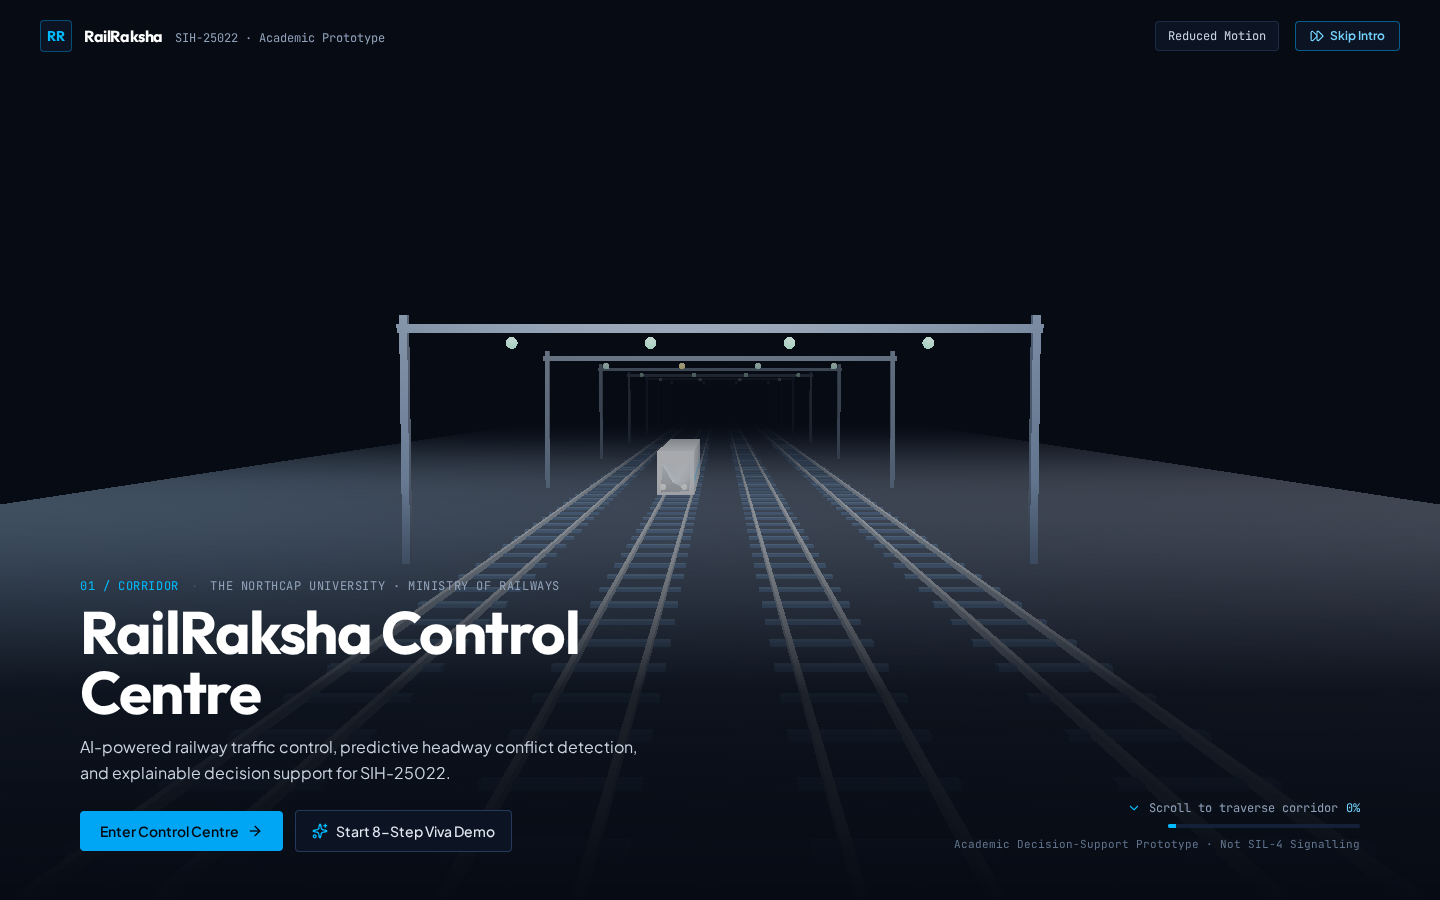 RR RailRaksha SIH-25022 · Academic Prototype Reduced Motion Skip Intro
01 / CORRIDOR · THE NORTHCAP UNIVERSITY · MINISTRY OF RAILWAYS
RailRaksha Control
Centre
AI-powered railway traffic control, predictive headway conflict detection,
and explainable decision support for SIH-25022.
Enter Control Centre → Start 8-Step Viva Demo
Scroll to traverse corridor 0%
Academic Decision-Support Prototype · Not SIL-4 Signalling